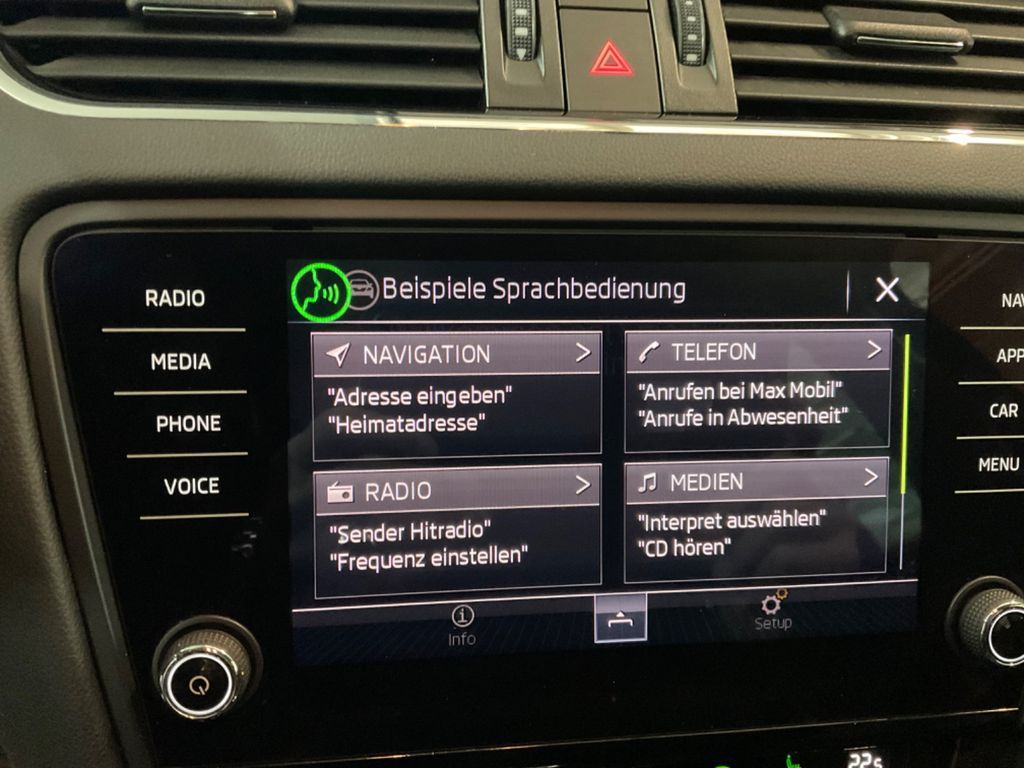 Beispiele Sprachbedienung
RADIO
MEDIA
PHONE
VOICE
NAVIGATION
"Adresse eingeben"
"Heimatadresse"
TELEFON
"Anrufen bei Max Mobil"
"Anrufe in Abwesenheit"
RADIO
"Sender Hitradio"
"Frequenz einstellen"
MEDIEN
"Interpret auswählen"
"CD hören"
Info
Setup
CAR
MENU